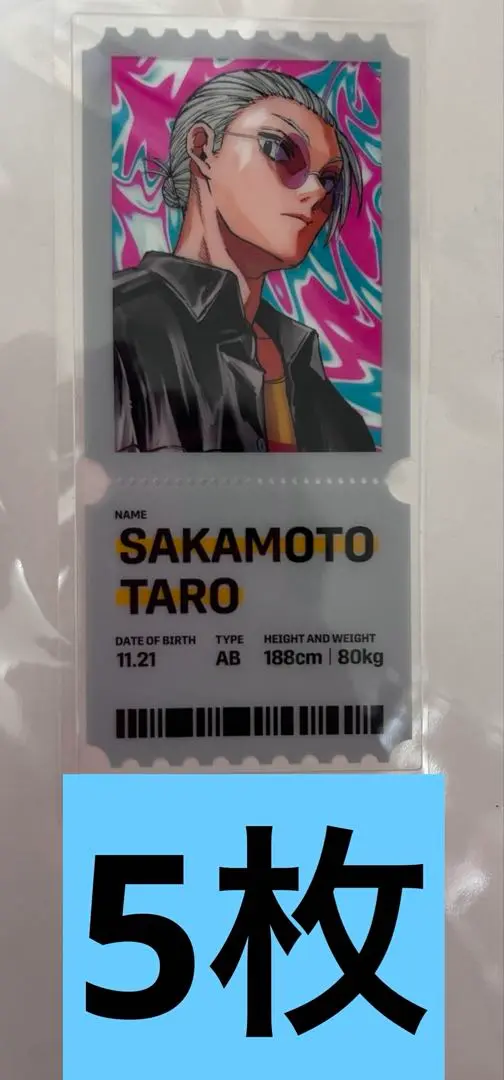 NAME
SAKAMOTO
TARO
DATE OF BIRTH TYPE HEIGHT AND WEIGHT
11.21 AB 188cm | 80kg
5枚